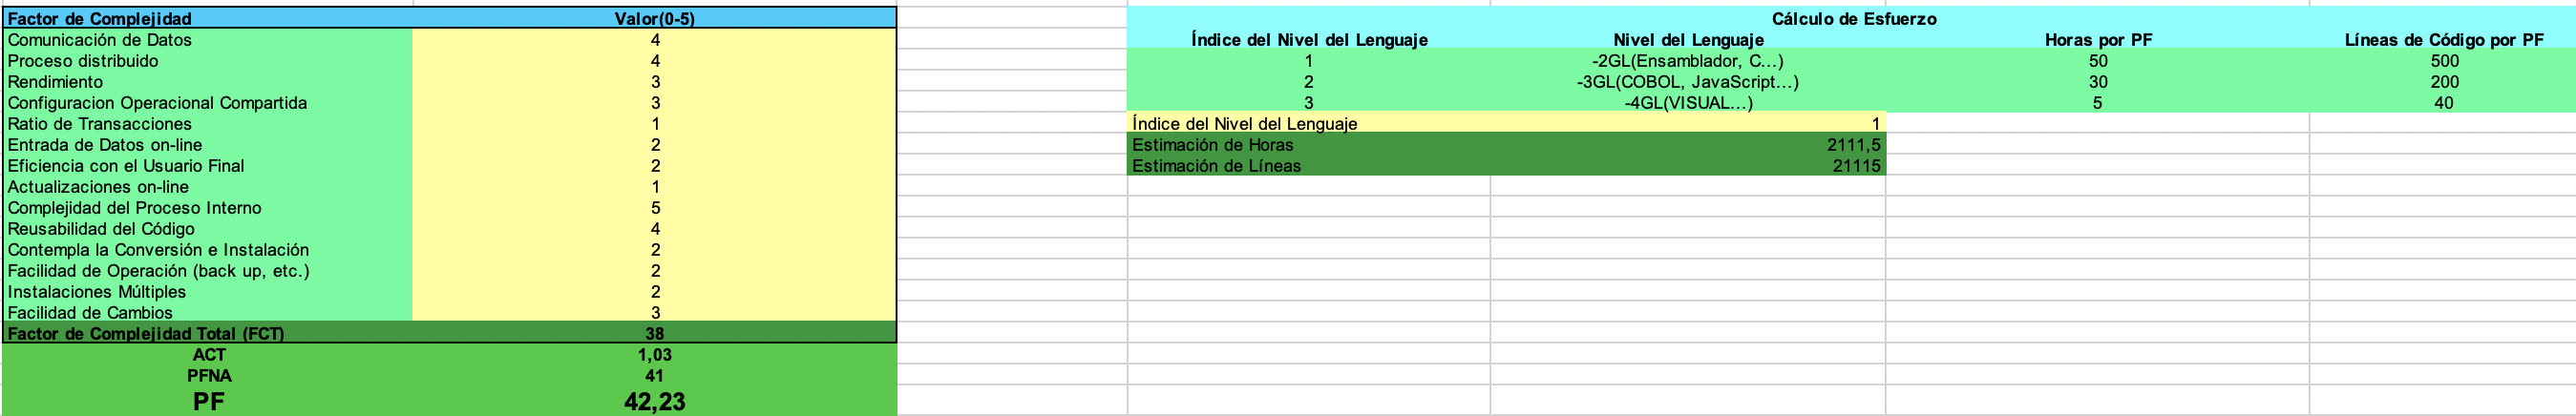 Factor de Complejidad Valor(0-5)
Comunicación de Datos 4
Proceso distribuido 4
Rendimiento 3
Configuracion Operacional Compartida 3
Ratio de Transacciones 1
Entrada de Datos on-line 2
Eficiencia con el Usuario Final 2
Actualizaciones on-line 1
Complejidad del Proceso Interno 5
Reusabilidad del Código 4
Contempla la Conversión e Instalación 2
Facilidad de Operación (back up, etc.) 2
Instalaciones Múltiples 2
Facilidad de Cambios 3
Factor de Complejidad Total (FCT) 38
ACT 1,03
PFNA 41
PF 42,23
Cálculo de Esfuerzo
Índice del Nivel del Lenguaje Nivel del Lenguaje Horas por PF Líneas de Código por PF
1 -2GL(Ensamblador, C...) 50 500
2 -3GL(COBOL, JavaScript...) 30 200
3 -4GL(VISUAL...) 5 40
Índice del Nivel del Lenguaje 1
Estimación de Horas 2111,5
Estimación de Líneas 21115